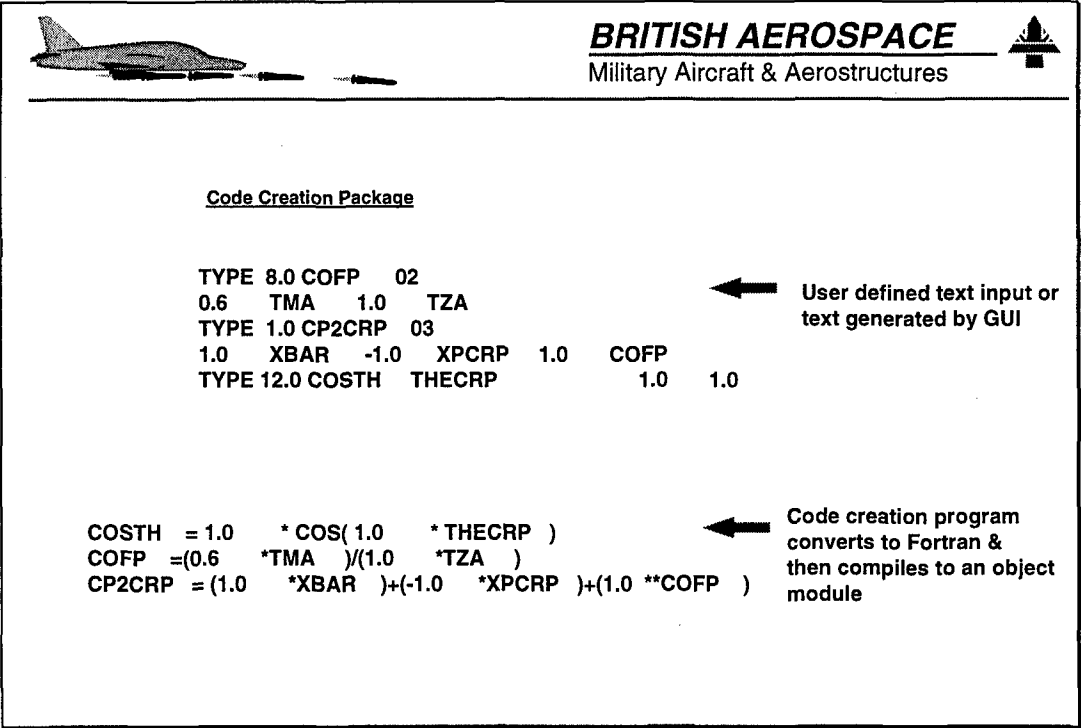 BRITISH AEROSPACE
Military Aircraft & Aerostructures
Code Creation Package
TYPE 8.0 COFP 02
0.6 TMA 1.0 TZA
TYPE 1.0 CP2CRP 03
1.0 XBAR -1.0 XPCRP 1.0 COFP
TYPE 12.0 COSTH THECRP 1.0 1.0
User defined text input or
text generated by GUI
COSTH = 1.0 * COS( 1.0 * THECRP )
COFP =(0.6 *TMA )/(1.0 *TZA )
CP2CRP = (1.0 *XBAR )+(-1.0 *XPCRP )+(1.0 **COFP )
Code creation program
converts to Fortran &
then compiles to an object
module